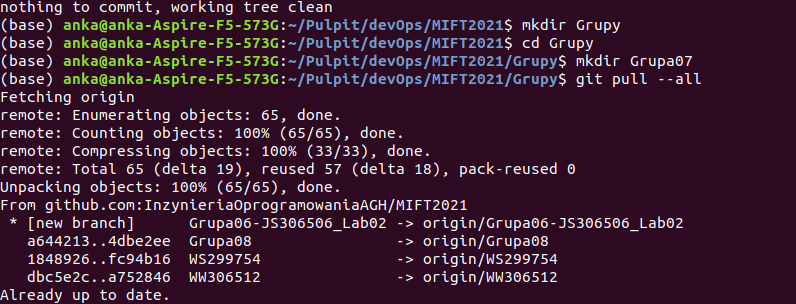 nothing to commit, working tree clean
(base) anka@anka-Aspire-F5-573G:~/Pulpit/devOps/MIFT2021$ mkdir Grupy
(base) anka@anka-Aspire-F5-573G:~/Pulpit/devOps/MIFT2021$ cd Grupy
(base) anka@anka-Aspire-F5-573G:~/Pulpit/devOps/MIFT2021/Grupy$ mkdir Grupa07
(base) anka@anka-Aspire-F5-573G:~/Pulpit/devOps/MIFT2021/Grupy$ git pull --all
Fetching origin
remote: Enumerating objects: 65, done.
remote: Counting objects: 100% (65/65), done.
remote: Compressing objects: 100% (33/33), done.
remote: Total 65 (delta 19), reused 57 (delta 18), pack-reused 0
Unpacking objects: 100% (65/65), done.
From github.com:InzynieriaOprogramowaniaAGH/MIFT2021
 * [new branch]      Grupa06-JS306506_Lab02 -> origin/Grupa06-JS306506_Lab02
   a644213..4dbe2ee  Grupa08                -> origin/Grupa08
   1848926..fc94b16  WS299754               -> origin/WS299754
   dbc5e2c..a752846  WW306512               -> origin/WW306512
Already up to date.